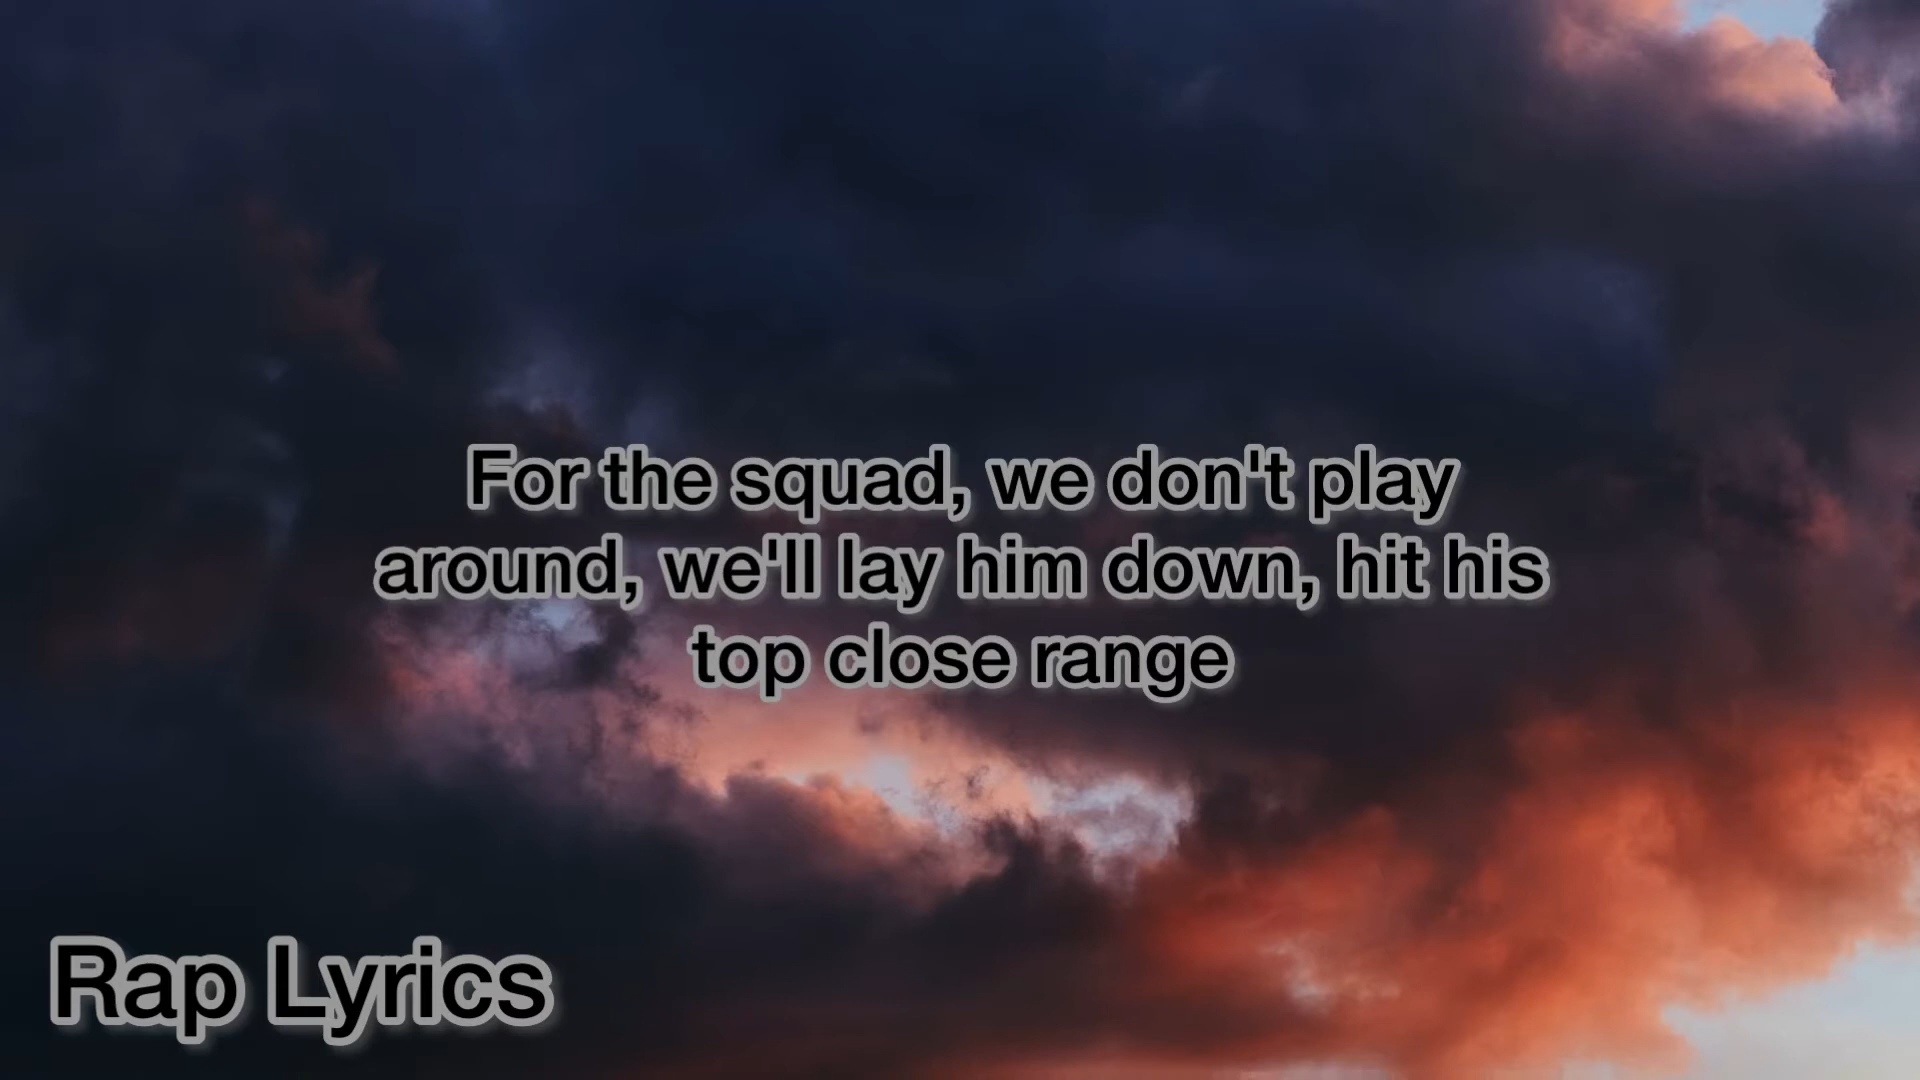 For the squad, we don't play
around, we'll lay him down, hit his
top close range
Rap Lyrics